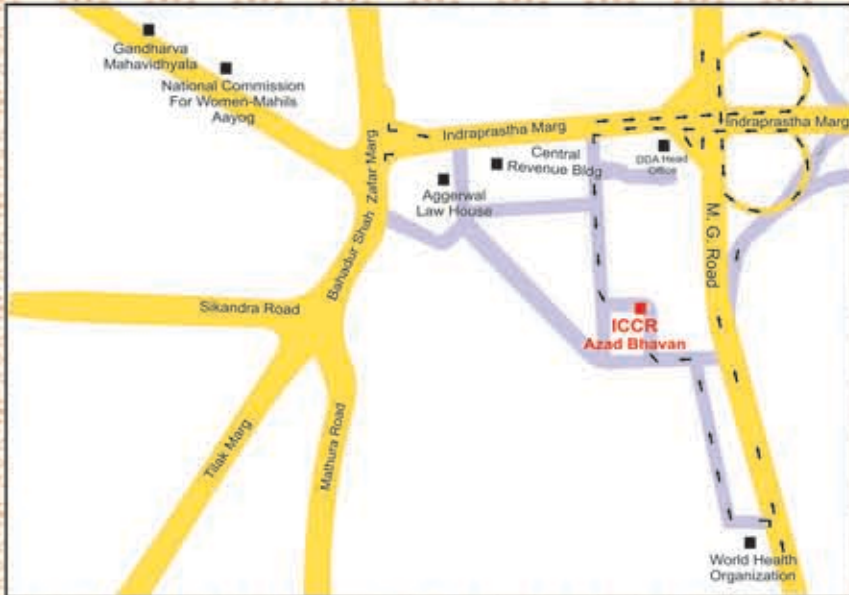 Gandharva
Mahavidhyala
National Commission
For Women-Mahils
Aayog
Indraprastha Marg
Indraprastha Marg
Central
Revenue Bldg
DDA Head
Office
Aggerwal
Law House
Bahadur Shah Zafar Marg
M. G. Road
Sikandra Road
ICCR
Azad Bhavan
Tilak Marg
Mathura Road
World Health
Organization